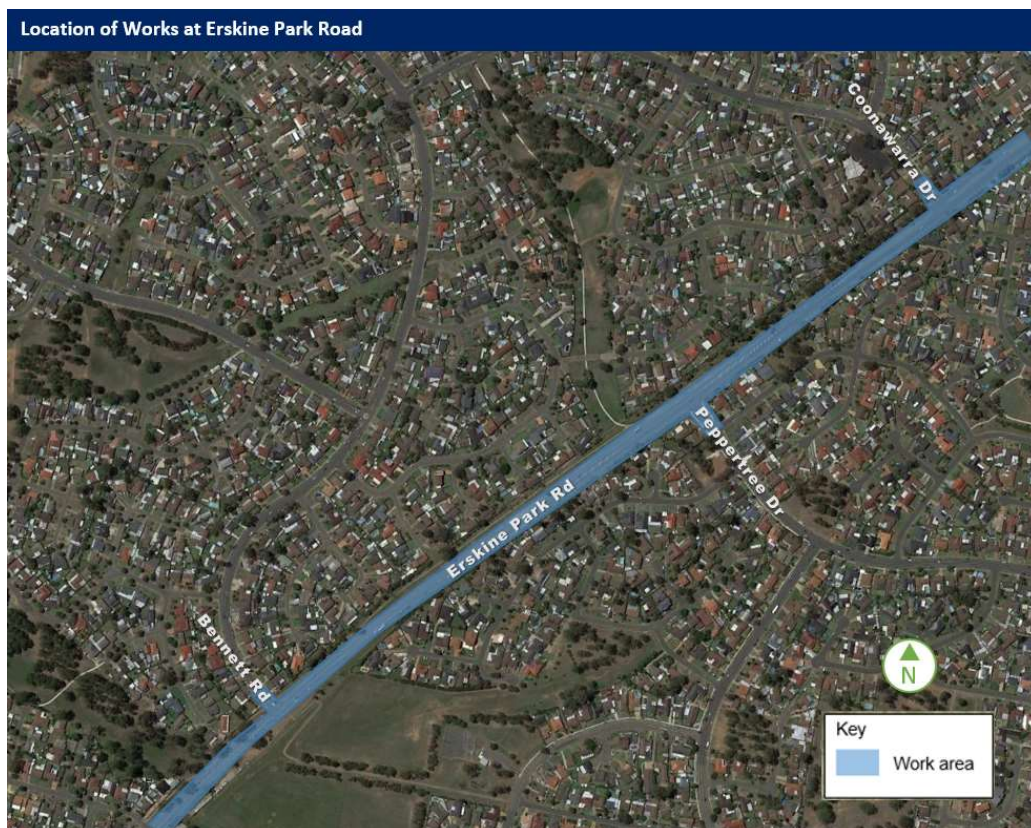 Location of Works at Erskine Park Road
Coonawarra Dr
Peppertree Dr
Erskine Park Rd
Bennett Rd
N
Key
Work area